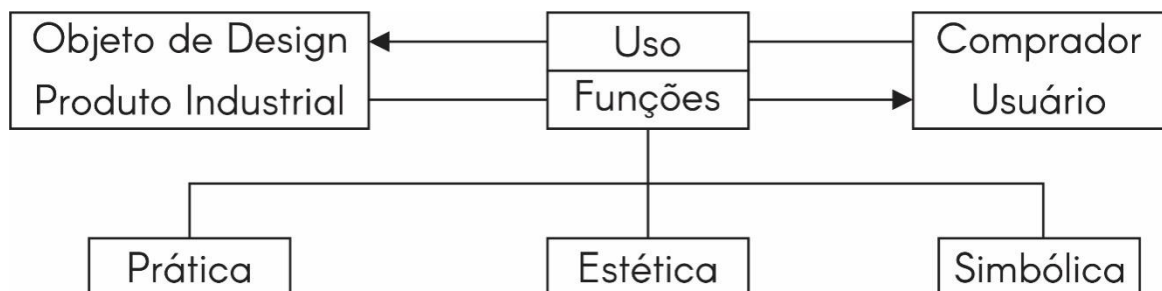 Objeto de Design
Produto Industrial
Uso
Funções
Comprador
Usuário
Prática
Estética
Simbólica